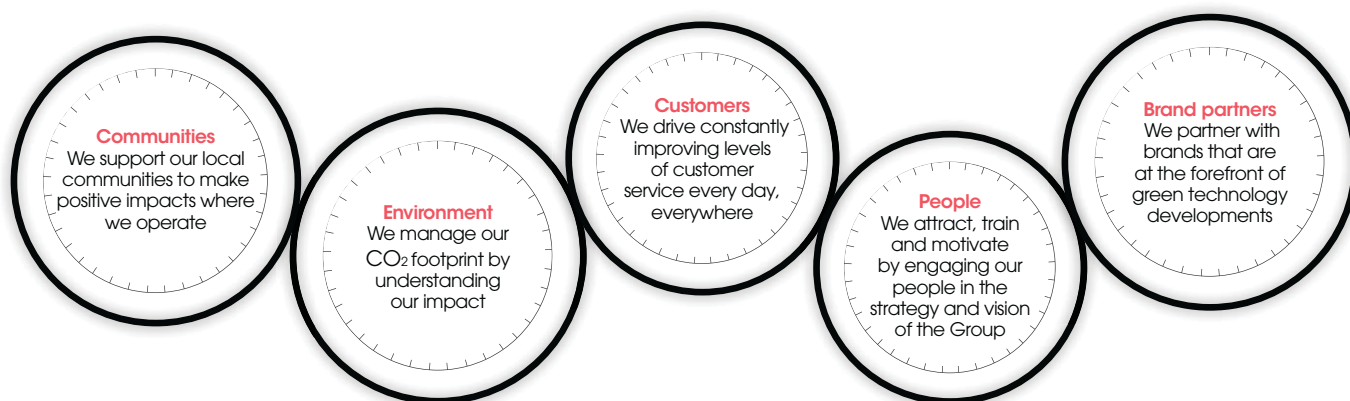 Communities
We support our local
communities to make
positive impacts where
we operate
Environment
We manage our
CO₂ footprint by
understanding
our impact
Customers
We drive constantly
improving levels
of customer
service every day,
everywhere
People
We attract, train
and motivate
by engaging our
people in the
strategy and vision
of the Group
Brand partners
We partner with
brands that are
at the forefront of
green technology
developments